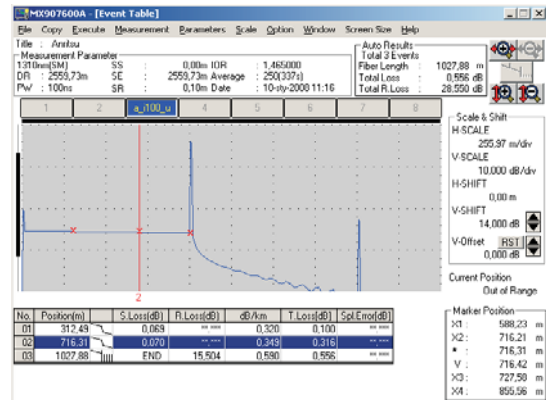 MX907600A - [Event Table]
File Copy Execute Measurement Parameters Scale Option Window Screen Size Help
Title : Anritsu
Measurement Parameter
1310nm(SM) SS : 0,00m IOR : 1,465000
DR : 2559,73m SE : 2559,73m Average : 250(337s)
PW : 100ns SR : 0,10m Date : 10-sty-2000 11:16
Auto Results
Total 3 Events
Fiber Length : 1027,88 m
Total Loss : 0,556 dB
Total R.Loss : 28,550 dB
1 2 a_i100_u 4 5 6 7 8
2
Scale & Shift
H-SCALE
255,97 m/div
V-SCALE
10,000 dB/div
H-SHIFT
0,00 m
V-SHIFT
14,000 dB
V-Offset RST
0,000 dB
Current Position
Out of Range
No. Position(m) S.Loss(dB) R.Loss(dB) dB/km T.Loss(dB) Spl.Error(dB)
01 312,49 0,069 --.--- 0,320 0,100 --.---
02 716,31 0,070 --.--- 0,349 0,316 --.---
03 1027,88 END 15,504 0,590 0,556 --.---
Marker Position
X1 : 588,23 m
X2 : 716,21 m
* : 716,31 m
V : 716,42 m
X3 : 727,50 m
X4 : 855,56 m